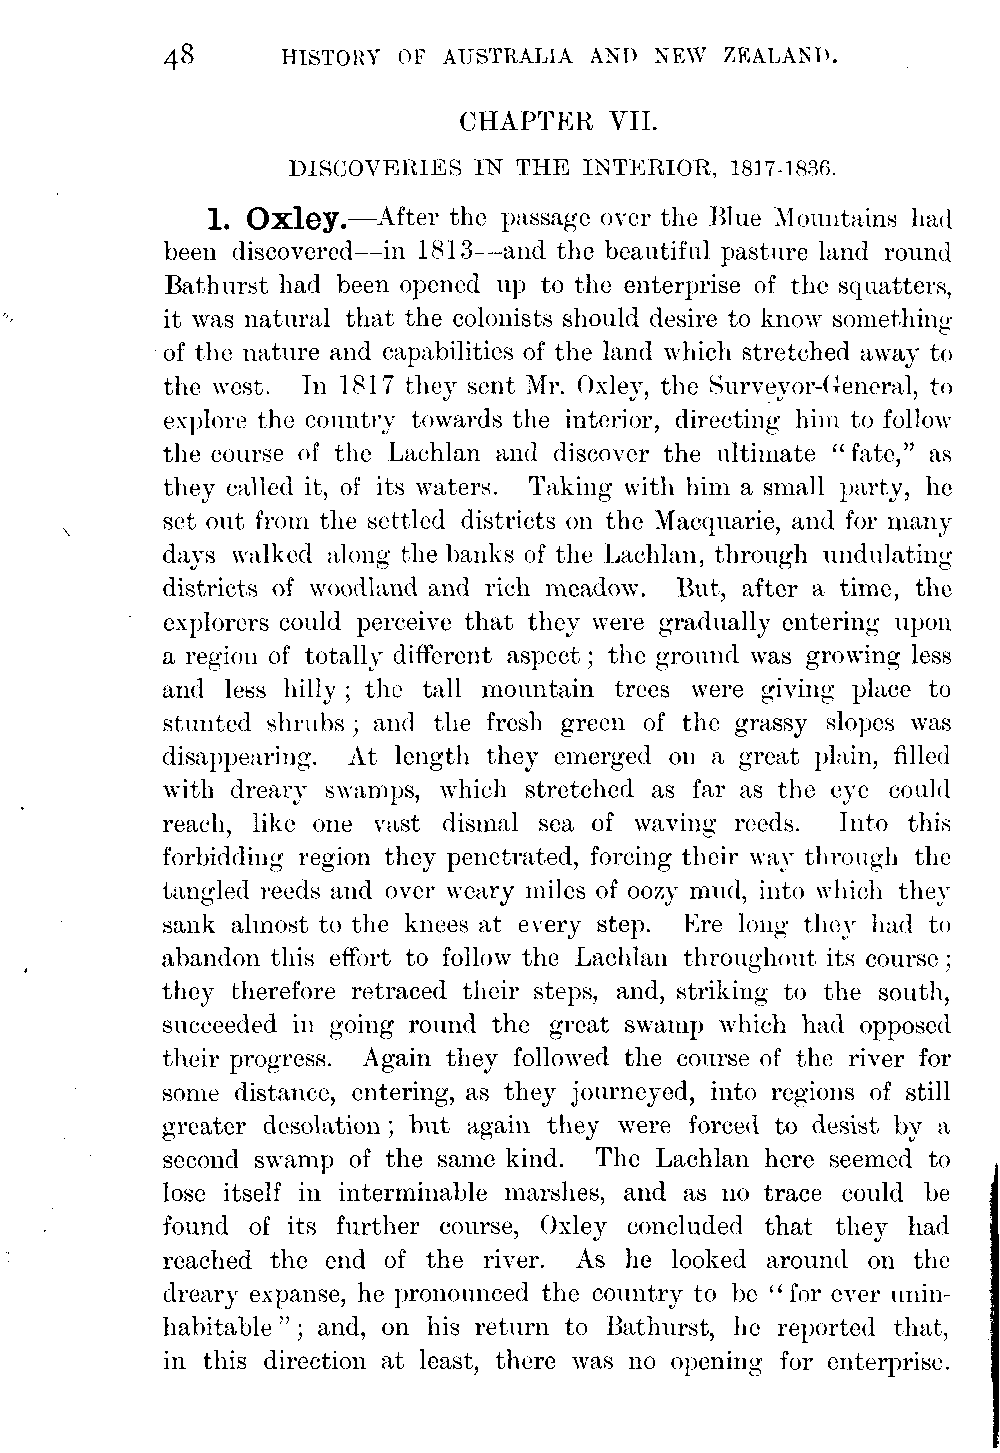 48 HISTORY OF AUSTRALIA AND NEW ZEALAND.
CHAPTER VII.
DISCOVERIES IN THE INTERIOR, 1817-1836.
1. Oxley.—After the passage over the Blue Mountains had
been discovered—in 1813—and the beautiful pasture land round
Bathurst had been opened up to the enterprise of the squatters,
it was natural that the colonists should desire to know something
of the nature and capabilities of the land which stretched away to
the west. In 1817 they sent Mr. Oxley, the Surveyor-General, to
explore the country towards the interior, directing him to follow
the course of the Lachlan and discover the ultimate “fate,” as
they called it, of its waters. Taking with him a small party, he
set out from the settled districts on the Macquarie, and for many
days walked along the banks of the Lachlan, through undulating
districts of woodland and rich meadow. But, after a time, the
explorers could perceive that they were gradually entering upon
a region of totally different aspect; the ground was growing less
and less hilly; the tall mountain trees were giving place to
stunted shrubs; and the fresh green of the grassy slopes was
disappearing. At length they emerged on a great plain, filled
with dreary swamps, which stretched as far as the eye could
reach, like one vast dismal sea of waving reeds. Into this
forbidding region they penetrated, forcing their way through the
tangled reeds and over weary miles of oozy mud, into which they
sank almost to the knees at every step. Ere long they had to
abandon this effort to follow the Lachlan throughout its course;
they therefore retraced their steps, and, striking to the south,
succeeded in going round the great swamp which had opposed
their progress. Again they followed the course of the river for
some distance, entering, as they journeyed, into regions of still
greater desolation; but again they were forced to desist by a
second swamp of the same kind. The Lachlan here seemed to
lose itself in interminable marshes, and as no trace could be
found of its further course, Oxley concluded that they had
reached the end of the river. As he looked around on the
dreary expanse, he pronounced the country to be “for ever unin-
habitable”; and, on his return to Bathurst, he reported that,
in this direction at least, there was no opening for enterprise.